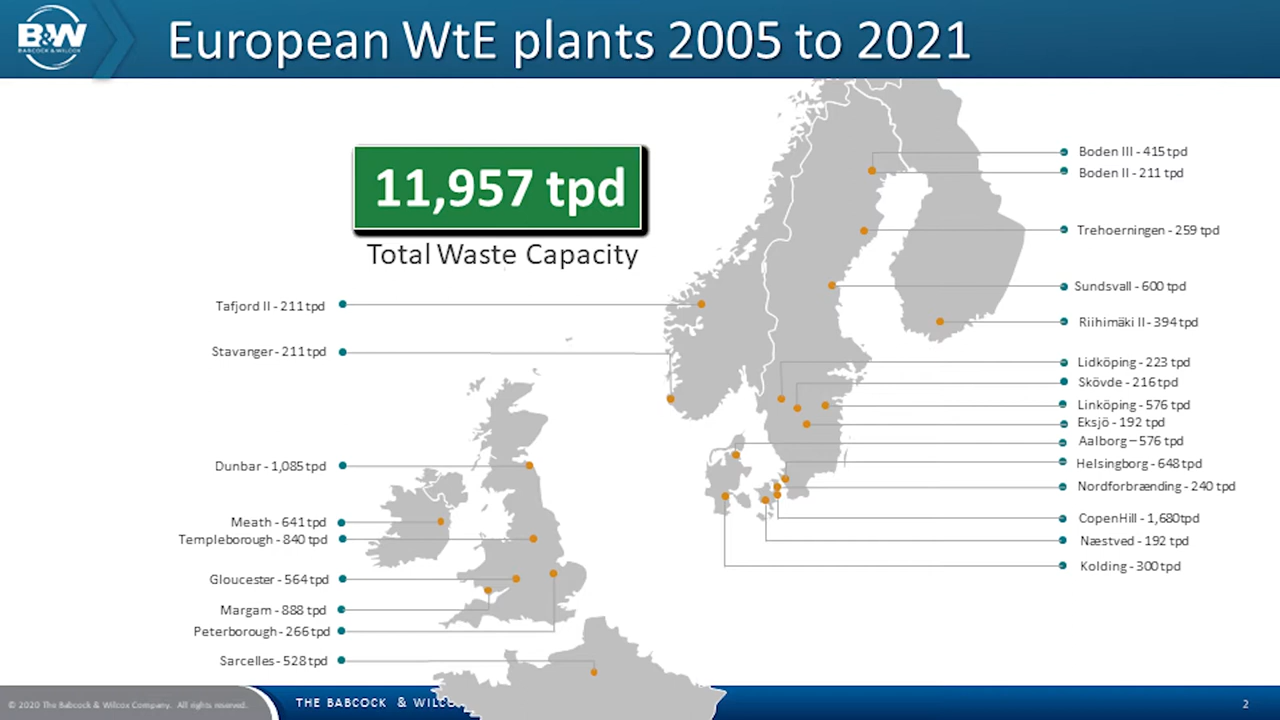 B&W
BABCOCK & WILCOX
European WtE plants 2005 to 2021
11,957 tpd
Total Waste Capacity
Tafjord II - 211 tpd
Stavanger - 211 tpd
Dunbar - 1,085 tpd
Meath - 641 tpd
Templeborough - 840 tpd
Gloucester - 564 tpd
Margam - 888 tpd
Peterborough - 266 tpd
Sarcelles - 528 tpd
Boden III - 415 tpd
Boden II - 211 tpd
Trehoerningen - 259 tpd
Sundsvall - 600 tpd
Riihimäki II - 394 tpd
Lidköping - 223 tpd
Skövde - 216 tpd
Linköping - 576 tpd
Eksjö - 192 tpd
Aalborg – 576 tpd
Helsingborg - 648 tpd
Nordforbrænding - 240 tpd
CopenHill - 1,680tpd
Næstved - 192 tpd
Kolding - 300 tpd
© 2020 The Babcock & Wilcox Company. All rights reserved.
THE BABCOCK & WILC
2